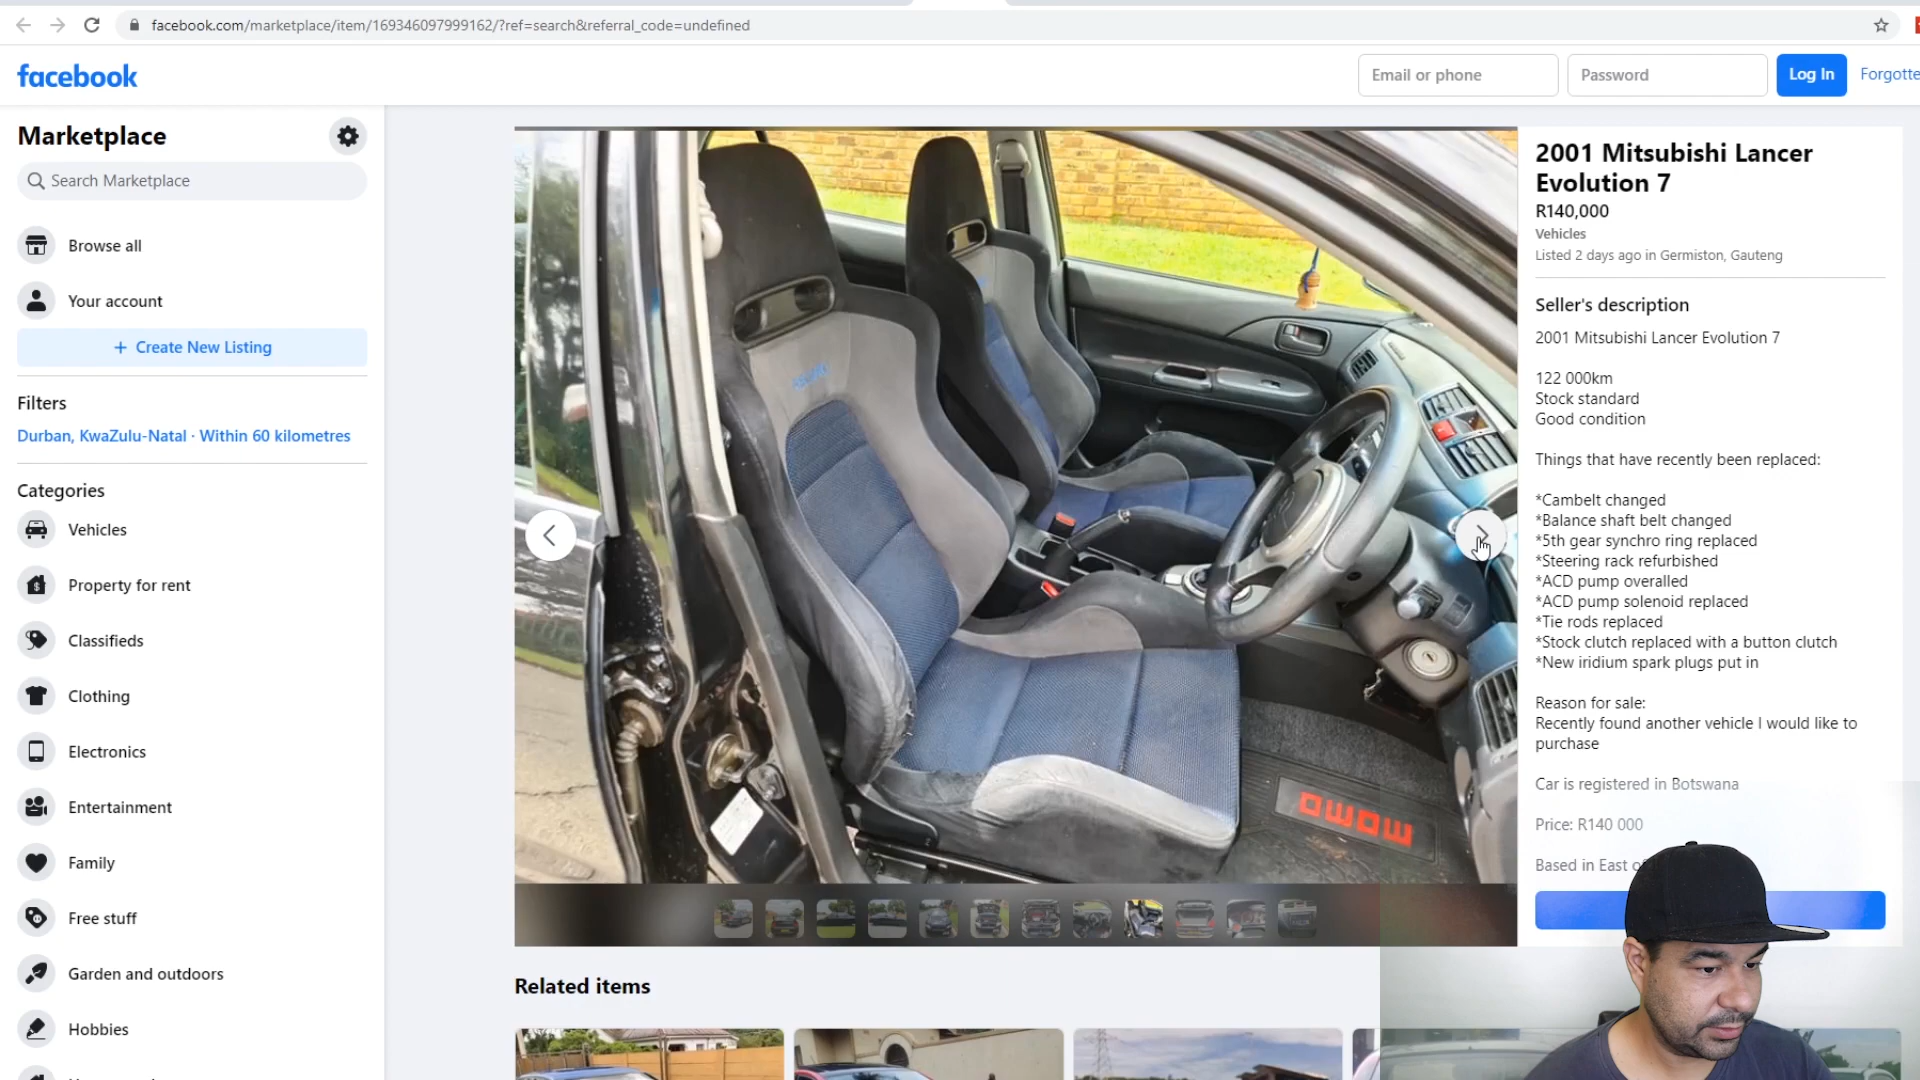 facebook.com/marketplace/item/169346097999162/?ref=search&referral_code=undefined
facebook
Email or phone
Password
Log In
Forgotte
Marketplace
Search Marketplace
Browse all
Your account
+ Create New Listing
Filters
Durban, KwaZulu-Natal · Within 60 kilometres
Categories
Vehicles
Property for rent
Classifieds
Clothing
Electronics
Entertainment
Family
Free stuff
Garden and outdoors
Hobbies
RECARO
MOMO
2001 Mitsubishi Lancer
Evolution 7
R140,000
Vehicles
Listed 2 days ago in Germiston, Gauteng
Seller's description
2001 Mitsubishi Lancer Evolution 7
122 000km
Stock standard
Good condition
Things that have recently been replaced:
*Cambelt changed
*Balance shaft belt changed
*5th gear synchro ring replaced
*Steering rack refurbished
*ACD pump overalled
*ACD pump solenoid replaced
*Tie rods replaced
*Stock clutch replaced with a button clutch
*New iridium spark plugs put in
Reason for sale:
Recently found another vehicle I would like to
purchase
Car is registered in Botswana
Price: R140 000
Based in East
Related items